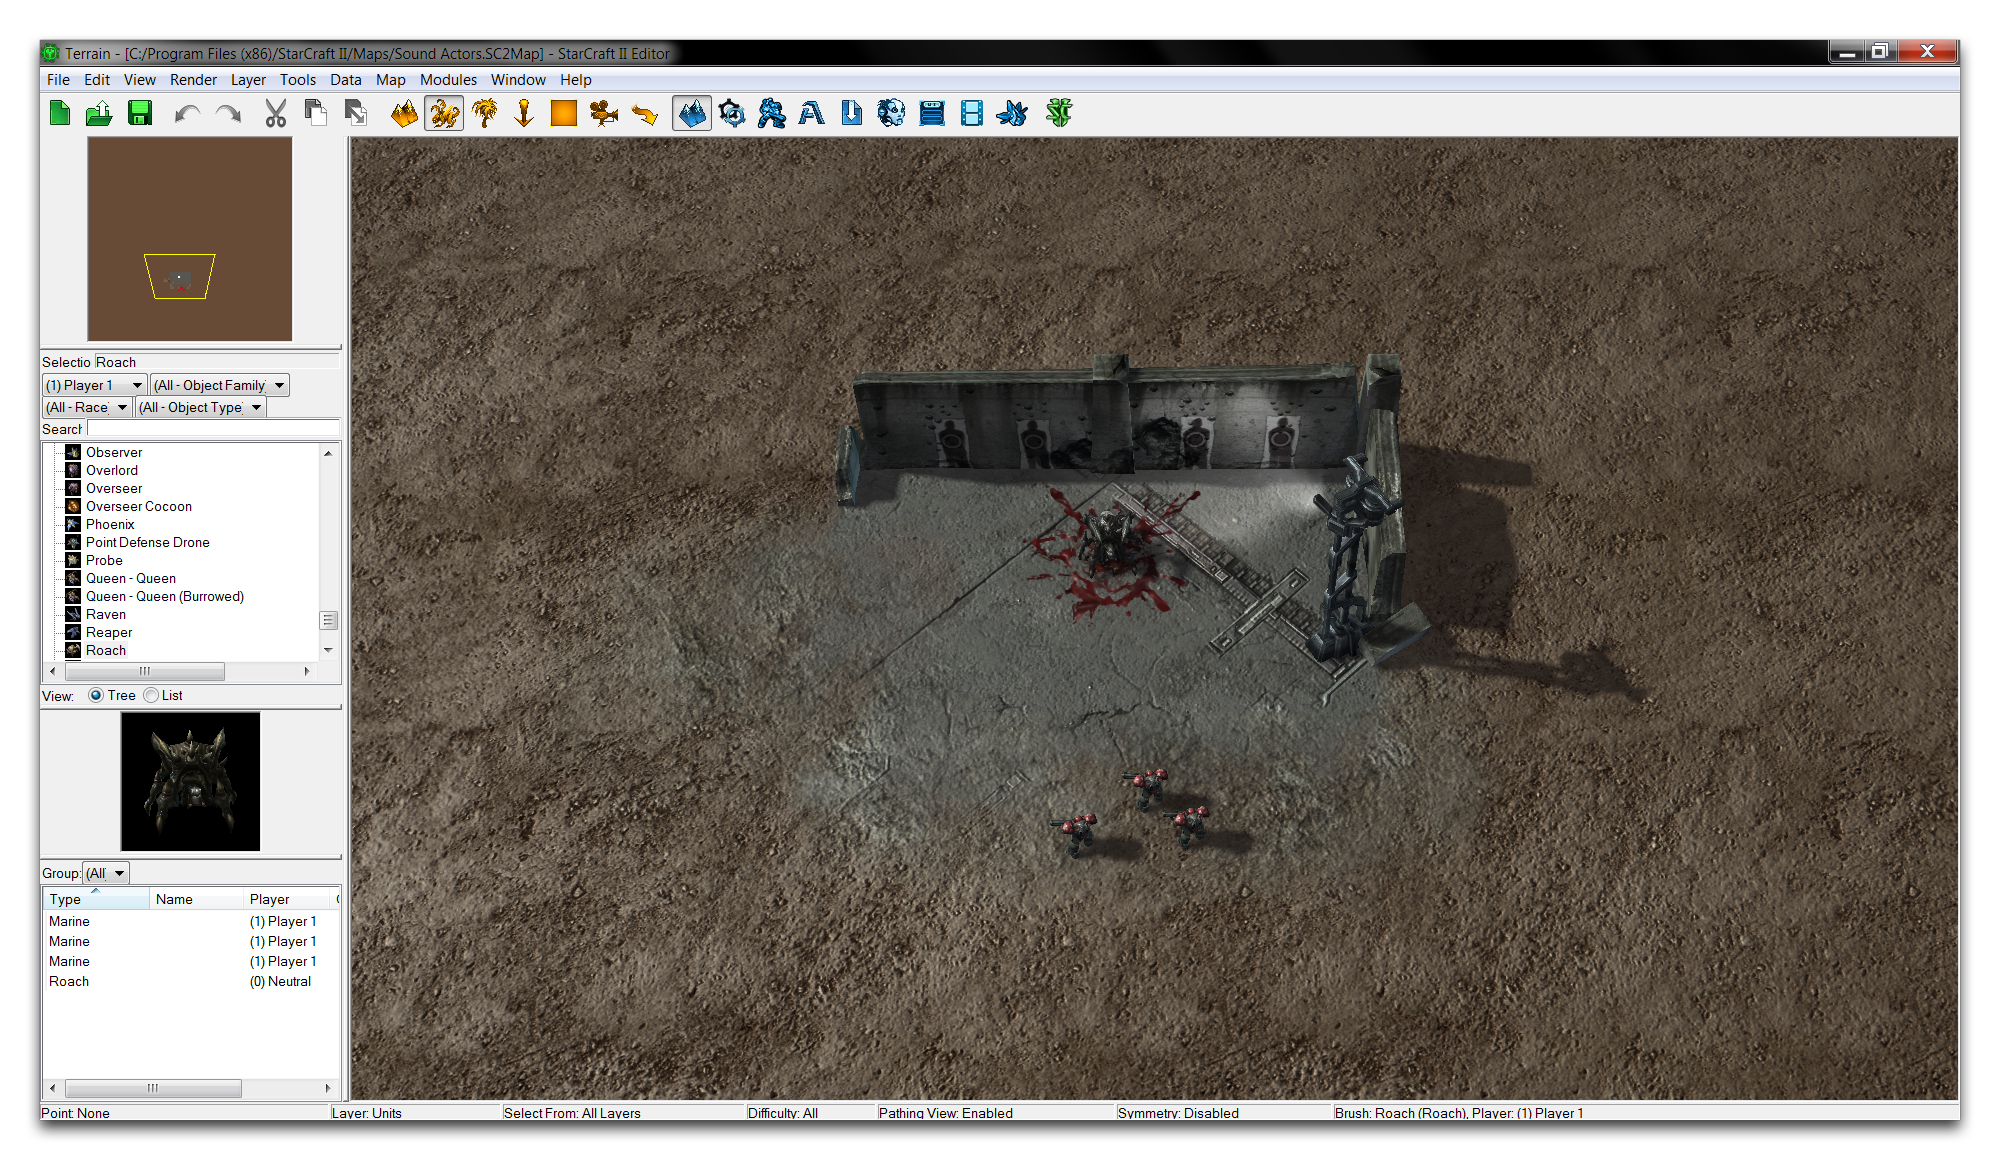 Terrain - [C:/Program Files (x86)/StarCraft II/Maps/Sound Actors.SC2Map] - StarCraft II Editor
File Edit View Render Layer Tools Data Map Modules Window Help
Selectio Roach
(1) Player 1 (All - Object Family)
(All - Race) (All - Object Type)
Search
Observer
Overlord
Overseer
Overseer Cocoon
Phoenix
Point Defense Drone
Probe
Queen - Queen
Queen - Queen (Burrowed)
Raven
Reaper
Roach
View: Tree List
Group: (All)
Type Name Player
Marine (1) Player 1
Marine (1) Player 1
Marine (1) Player 1
Roach (0) Neutral
Point: None Layer: Units Select From: All Layers Difficulty: All Pathing View: Enabled Symmetry: Disabled Brush: Roach (Roach), Player: (1) Player 1